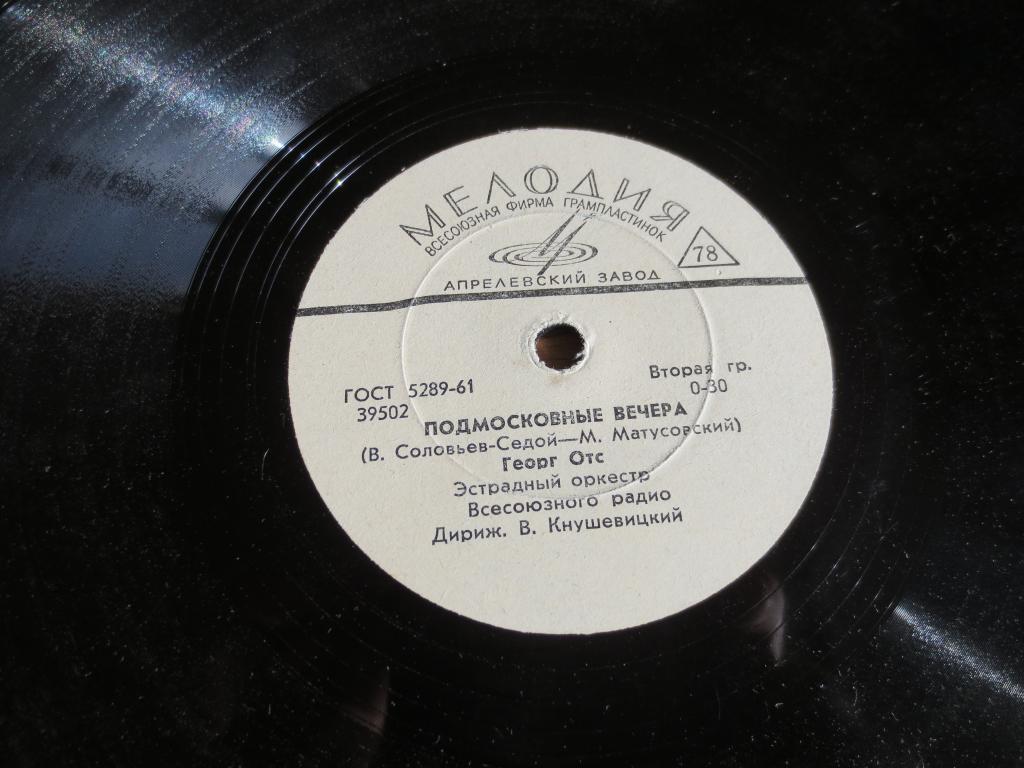 МЕЛОДИЯ
ВСЕСОЮЗНАЯ ФИРМА ГРАМПЛАСТИНОК
78
АПРЕЛЕВСКИЙ ЗАВОД
ГОСТ 5289-61 Вторая гр.
39502 0-30
ПОДМОСКОВНЫЕ ВЕЧЕРА
(В. Соловьев-Седой—М. Матусовский)
Георг Отс
Эстрадный оркестр
Всесоюзного радио
Дириж. В. Кнушевицкий